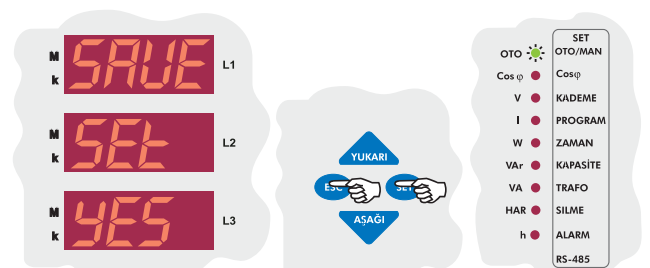 M
k
SAVE
L1
M
k
SEt
L2
M
k
YES
L3
YUKARI
ESC
SET
AŞAĞI
SET
OTO OTO/MAN
Cos φ Cosφ
V KADEME
I PROGRAM
W ZAMAN
VAr KAPASİTE
VA TRAFO
HAR SİLME
h ALARM
RS-485